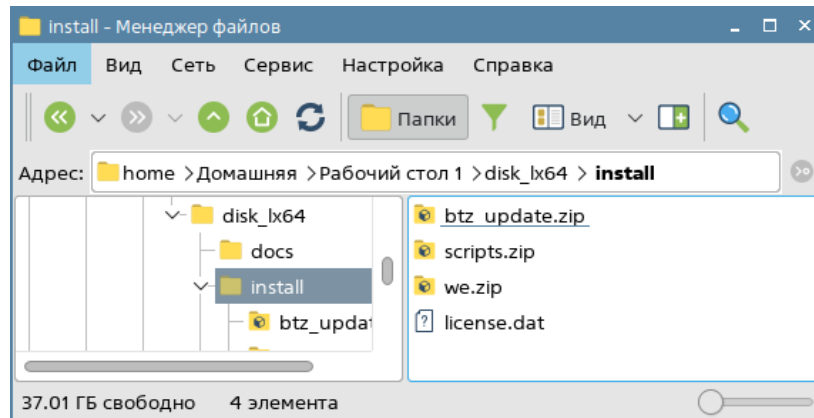 install - Менеджер файлов
Файл Вид Сеть Сервис Настройка Справка
Папки Вид
Адрес: home >Домашняя >Рабочий стол 1 >disk_lx64 > install
disk_lx64
docs
install
btz_updat
btz_update.zip
scripts.zip
we.zip
license.dat
37.01 ГБ свободно 4 элемента